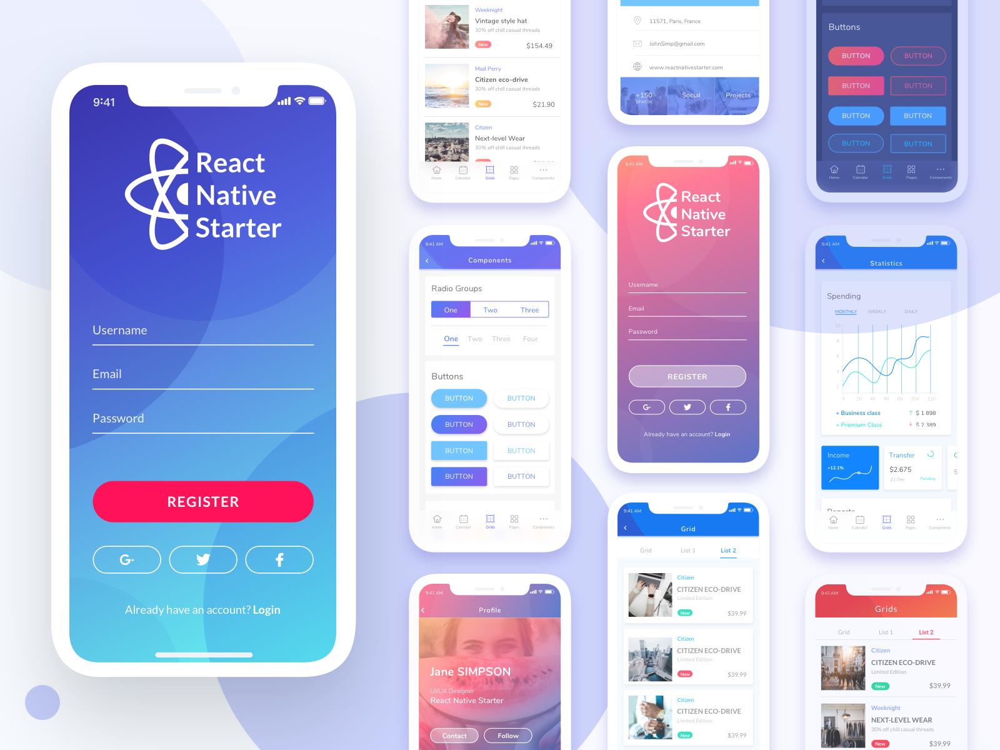 9:41
React
Native
Starter
Username
Email
Password
REGISTER
G+
Already have an account? Login
Weeknight
Vintage style hat
30% off chill casual threads
New
$154.49
Mad Perry
Citizen eco-drive
30% off chill casual threads
New
$21.90
Citizen
Next-level Wear
30% off chill casual threads
Home
Calendar
Grids
Pages
Components
9:41 AM
Components
Radio Groups
One
Two
Three
One
Two
Three
Four
Buttons
BUTTON
BUTTON
BUTTON
BUTTON
BUTTON
BUTTON
BUTTON
BUTTON
Home
Calendar
Grids
Pages
Components
9:41 AM
Profile
Jane SIMPSON
UI/UX Designer
React Native Starter
Contact
Follow
11571, Paris, France
JohnSimp@gmail.com
www.reactnativestarter.com
+150
photos
Social
Projects
9:41 AM
React
Native
Starter
Username
Email
Password
REGISTER
G+
Already have an account? Login
9:41 AM
Grid
Grid
List 1
List 2
Citizen
CITIZEN ECO-DRIVE
Limited Edition
New
$39.99
Citizen
CITIZEN ECO-DRIVE
Limited Edition
New
$39.99
Citizen
CITIZEN ECO-DRIVE
Limited Edition
New
$39.99
Buttons
BUTTON
BUTTON
BUTTON
BUTTON
BUTTON
BUTTON
BUTTON
BUTTON
Home
Calendar
Grids
Pages
Components
9:41 AM
Statistics
Spending
MONTHLY
WEEKLY
DAILY
10
8
6
4
2
0 20 40 60 80 100 120
+ Business class
↑ $ 1 898
+ Premium Class
↓ $ 2 389
Income
+12.1%
Transfer
$2.675
21 Dec
Pending
Reports
Home
Calendar
Grids
Pages
Components
9:41 AM
Grids
Grid
List 1
List 2
Citizen
CITIZEN ECO-DRIVE
Limited Edition
New
$39.99
Weeknight
NEXT-LEVEL WEAR
30% off chill casual threads
New
$39.99